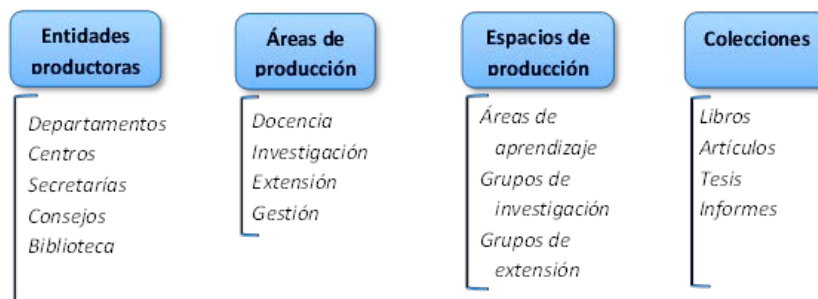 Entidades
productoras
Departamentos
Centros
Secretarías
Consejos
Biblioteca
Áreas de
producción
Docencia
Investigación
Extensión
Gestión
Espacios de
producción
Áreas de
aprendizaje
Grupos de
investigación
Grupos de
extensión
Colecciones
Libros
Artículos
Tesis
Informes